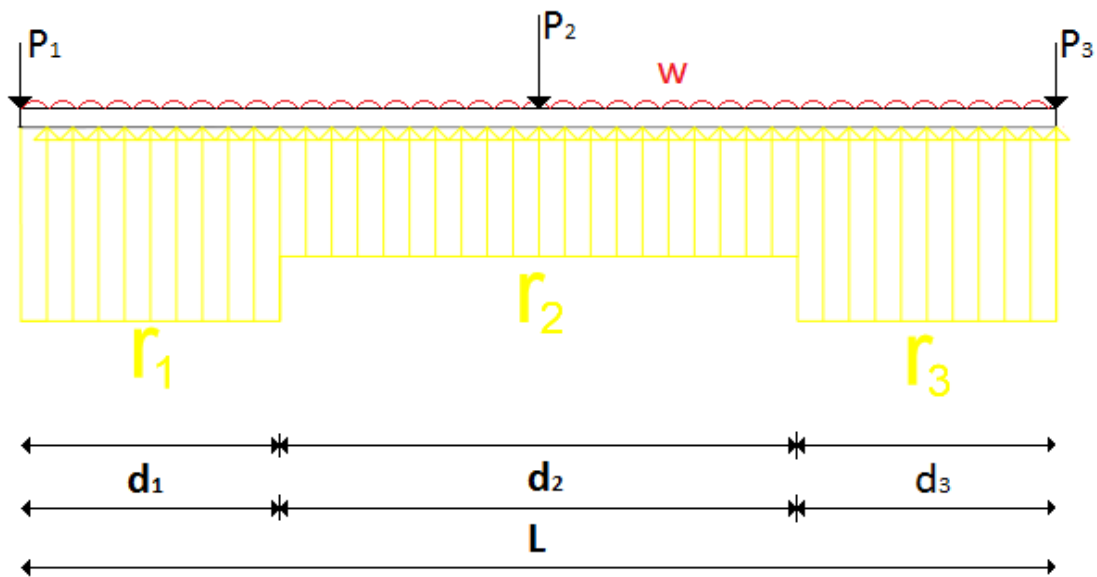 P₁ P₂ P₃
w
r₁ r₂ r₃
d₁ d₂ d₃
L